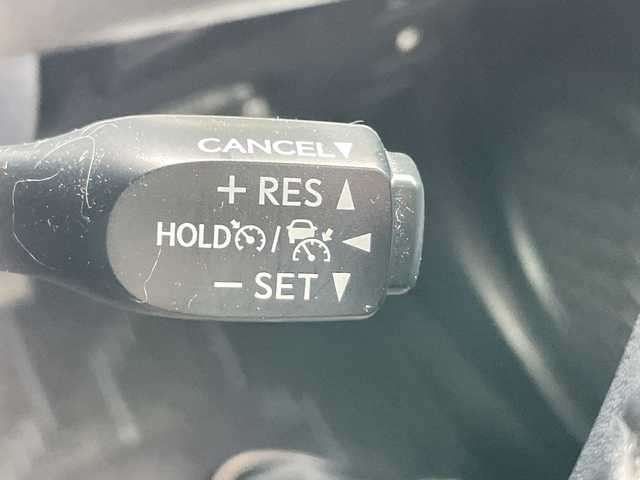 CANCEL▼
+ RES ▲
HOLD / ◄
− SET ▼